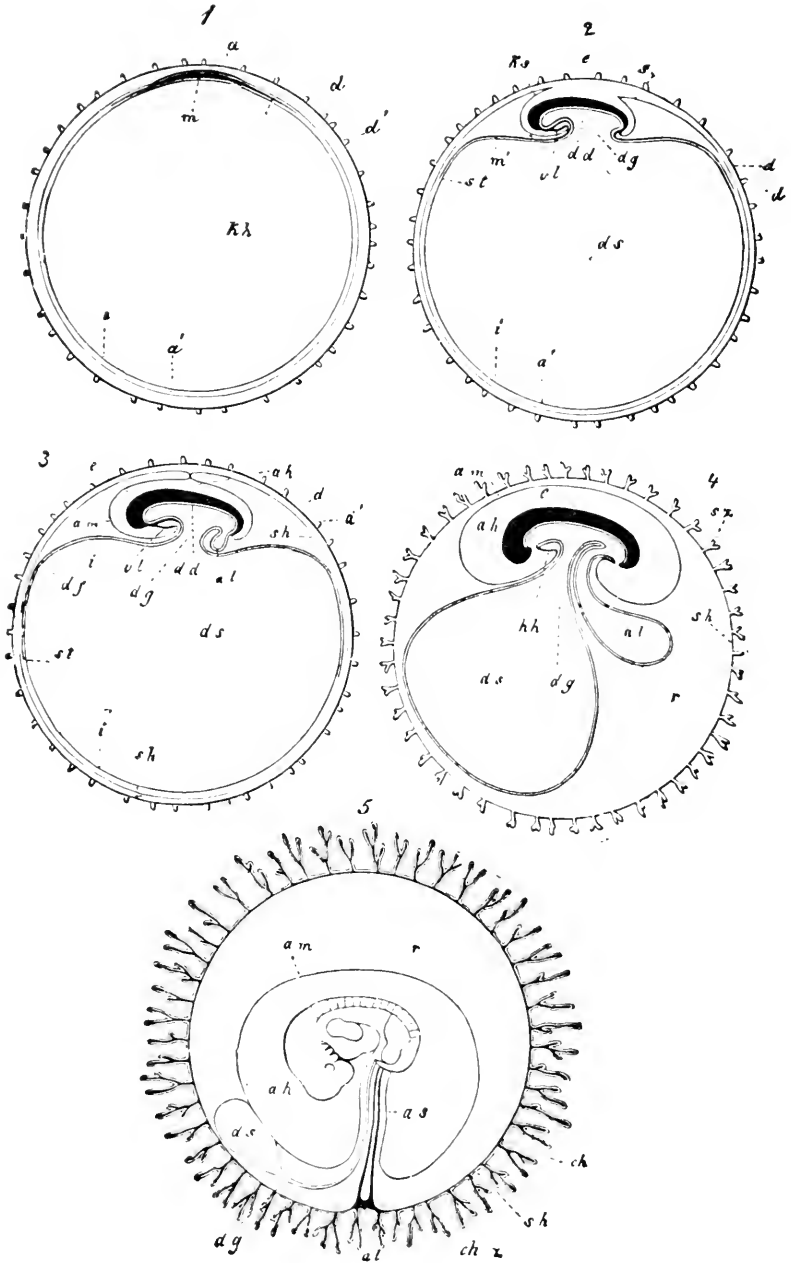 1
a
d
d'
m
kh
a'
2
ks
e
s,
m'
vl
dd
dg
st
d
d
ds
i'
a'
3
e
ah
d
a'
am
sh
i
vl
dd
al
df
dg
ds
st
i
sh
4
am
e
sz
ah
hh
al
sh
ds
dg
r
5
am
r
ah
as
ds
ch
sh
dg
al
ch z